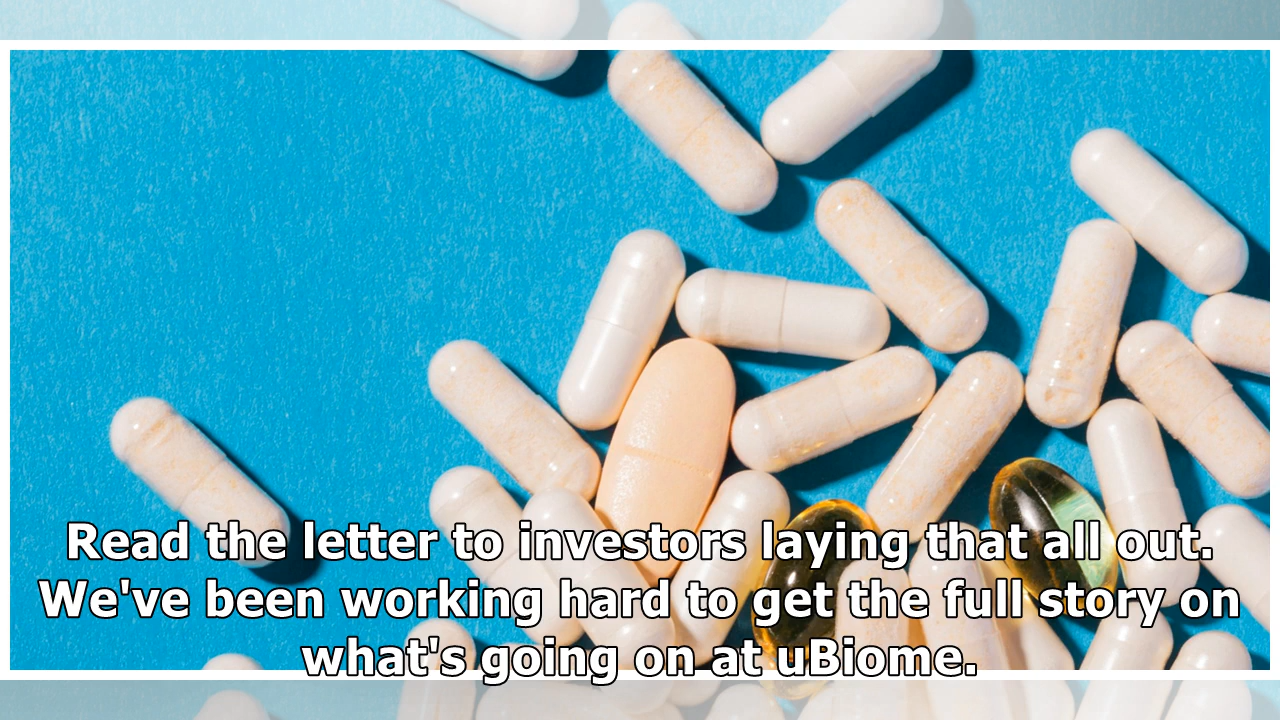 Read the letter to investors laying that all out.
We've been working hard to get the full story on
what's going on at uBiome.